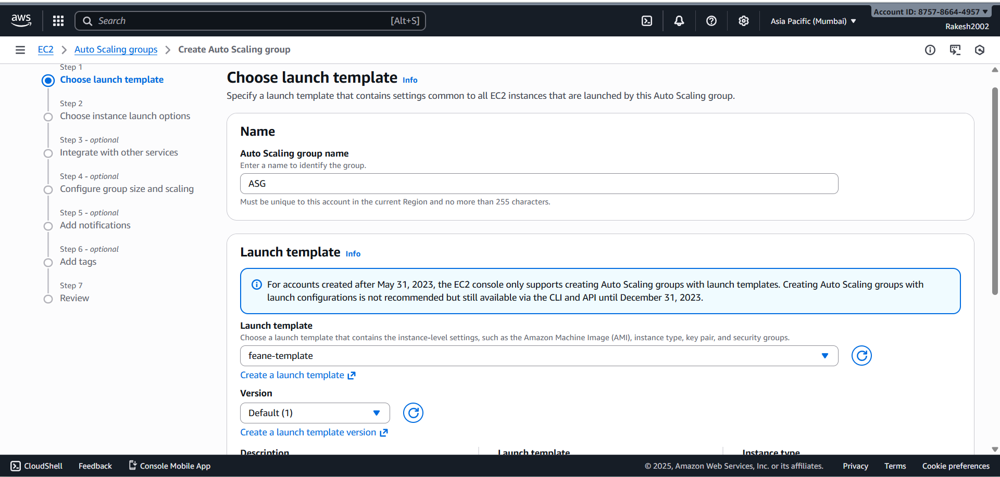 aws
Search
[Alt+S]
Asia Pacific (Mumbai)
Account ID: 8757-8664-4957
Rakesh2002
EC2
Auto Scaling groups
Create Auto Scaling group
Step 1
Choose launch template
Step 2
Choose instance launch options
Step 3 - optional
Integrate with other services
Step 4 - optional
Configure group size and scaling
Step 5 - optional
Add notifications
Step 6 - optional
Add tags
Step 7
Review
Choose launch template Info
Specify a launch template that contains settings common to all EC2 instances that are launched by this Auto Scaling group.
Name
Auto Scaling group name
Enter a name to identify the group.
ASG
Must be unique to this account in the current Region and no more than 255 characters.
Launch template Info
For accounts created after May 31, 2023, the EC2 console only supports creating Auto Scaling groups with launch templates. Creating Auto Scaling groups with
launch configurations is not recommended but still available via the CLI and API until December 31, 2023.
Launch template
Choose a launch template that contains the instance-level settings, such as the Amazon Machine Image (AMI), instance type, key pair, and security groups.
feane-template
Create a launch template
Version
Default (1)
Create a launch template version
Description
Launch template
Instance type
CloudShell
Feedback
Console Mobile App
© 2025, Amazon Web Services, Inc. or its affiliates.
Privacy
Terms
Cookie preferences